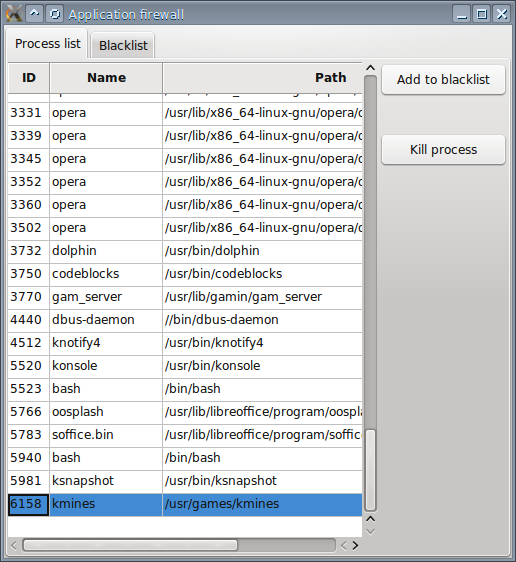 Application firewall
Process list Blacklist
ID Name Path
Add to blacklist
3331 opera /usr/lib/x86_64-linux-gnu/opera/
3339 opera /usr/lib/x86_64-linux-gnu/opera/
Kill process
3345 opera /usr/lib/x86_64-linux-gnu/opera/
3352 opera /usr/lib/x86_64-linux-gnu/opera/
3360 opera /usr/lib/x86_64-linux-gnu/opera/
3502 opera /usr/lib/x86_64-linux-gnu/opera/
3732 dolphin /usr/bin/dolphin
3750 codeblocks /usr/bin/codeblocks
3770 gam_server /usr/lib/gamin/gam_server
4440 dbus-daemon //bin/dbus-daemon
4512 knotify4 /usr/bin/knotify4
5520 konsole /usr/bin/konsole
5523 bash /bin/bash
5766 oosplash /usr/lib/libreoffice/program/oospla
5783 soffice.bin /usr/lib/libreoffice/program/soffice
5940 bash /bin/bash
5981 ksnapshot /usr/bin/ksnapshot
6158 kmines /usr/games/kmines